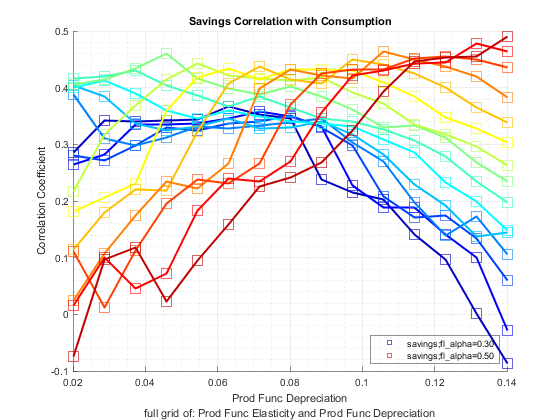 Savings Correlation with Consumption
0.5
0.4
0.3
0.2
0.1
0
-0.1
Correlation Coefficient
0.02
0.04
0.06
0.08
0.1
0.12
0.14
savings:fl_alpha=0.30
savings:fl_alpha=0.50
Prod Func Depreciation
full grid of: Prod Func Elasticity and Prod Func Depreciation